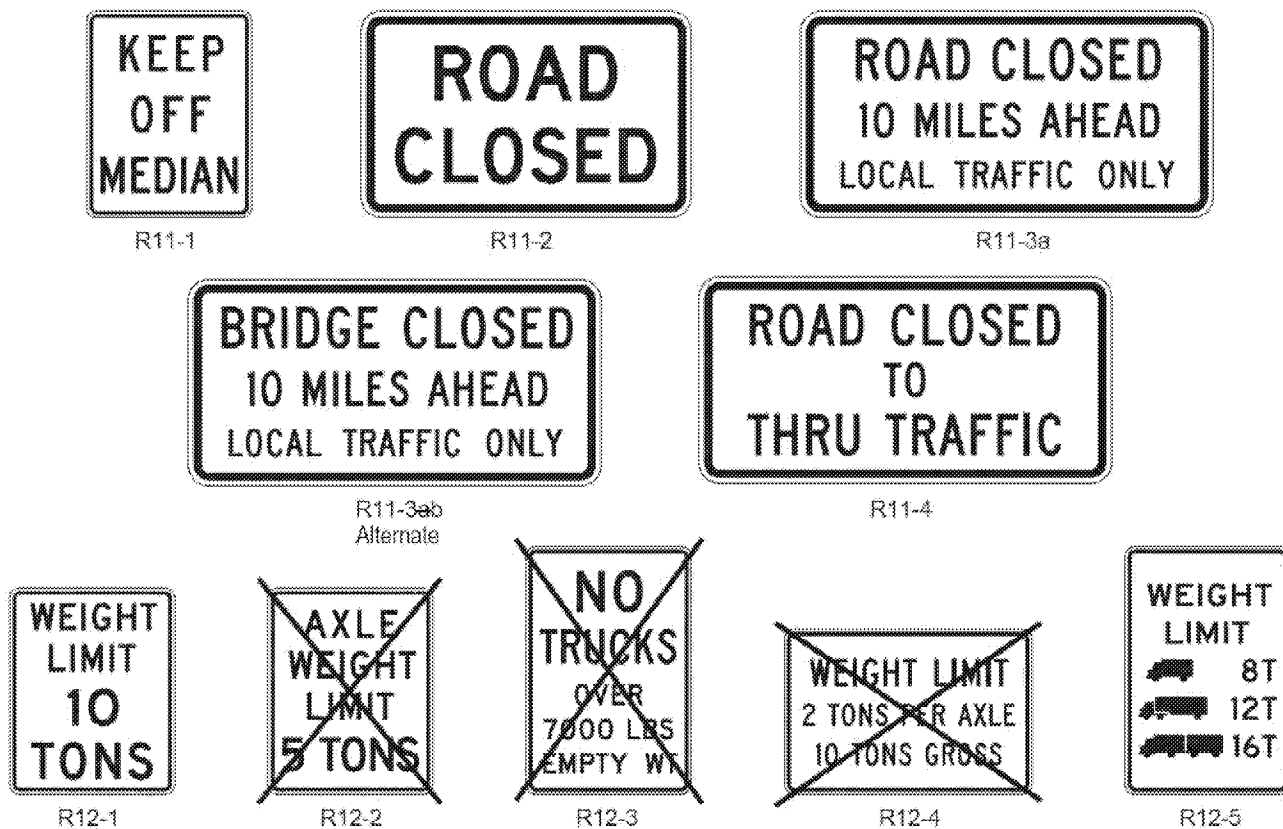 KEEP
OFF
MEDIAN
R11-1
ROAD
CLOSED
R11-2
ROAD CLOSED
10 MILES AHEAD
LOCAL TRAFFIC ONLY
R11-3a
BRIDGE CLOSED
10 MILES AHEAD
LOCAL TRAFFIC ONLY
R11-3ab
Alternate
ROAD CLOSED
TO
THRU TRAFFIC
R11-4
WEIGHT
LIMIT
10
TONS
R12-1
AXLE
WEIGHT
LIMIT
5 TONS
R12-2
NO
TRUCKS
OVER
7000 LBS
EMPTY WT
R12-3
WEIGHT LIMIT
2 TONS PER AXLE
10 TONS GROSS
R12-4
WEIGHT
LIMIT
8T
12T
16T
R12-5